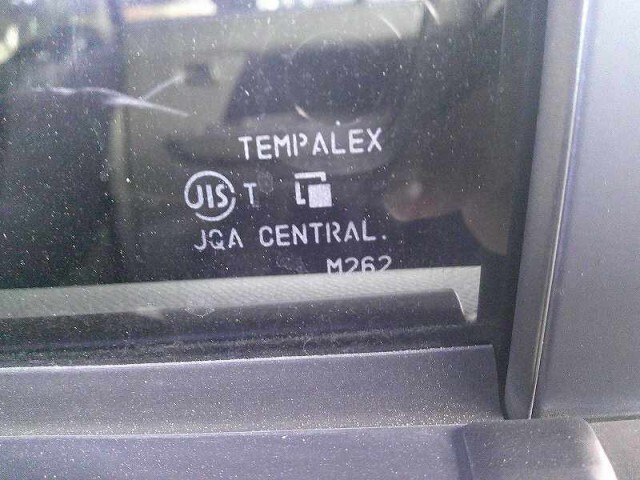 TEMPALEX
JIS T
JQA CENTRAL.
M262